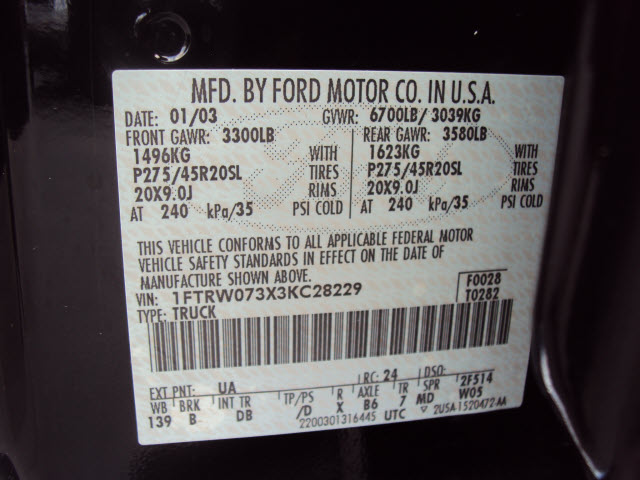 MFD. BY FORD MOTOR CO. IN U.S.A.
DATE: 01/03 GVWR: 6700LB/ 3039KG
FRONT GAWR: 3300LB REAR GAWR: 3580LB
1496KG WITH 1623KG WITH
P275/45R20SL TIRES P275/45R20SL TIRES
20X9.0J RIMS 20X9.0J RIMS
AT 240 kPa/35 PSI COLD AT 240 kPa/35 PSI COLD
THIS VEHICLE CONFORMS TO ALL APPLICABLE FEDERAL MOTOR
VEHICLE SAFETY STANDARDS IN EFFECT ON THE DATE OF
MANUFACTURE SHOWN ABOVE.
VIN: 1FTRW073X3KC28229 F0028
TYPE: TRUCK T0282
EXT PNT: UA RC: 24 DSO:
WB BRK INT TR TP/PS R AXLE TR SPR 2F514
139 B DB /D X B6 7 MD W05
2200301316445 UTC 2USA-1520472-AA